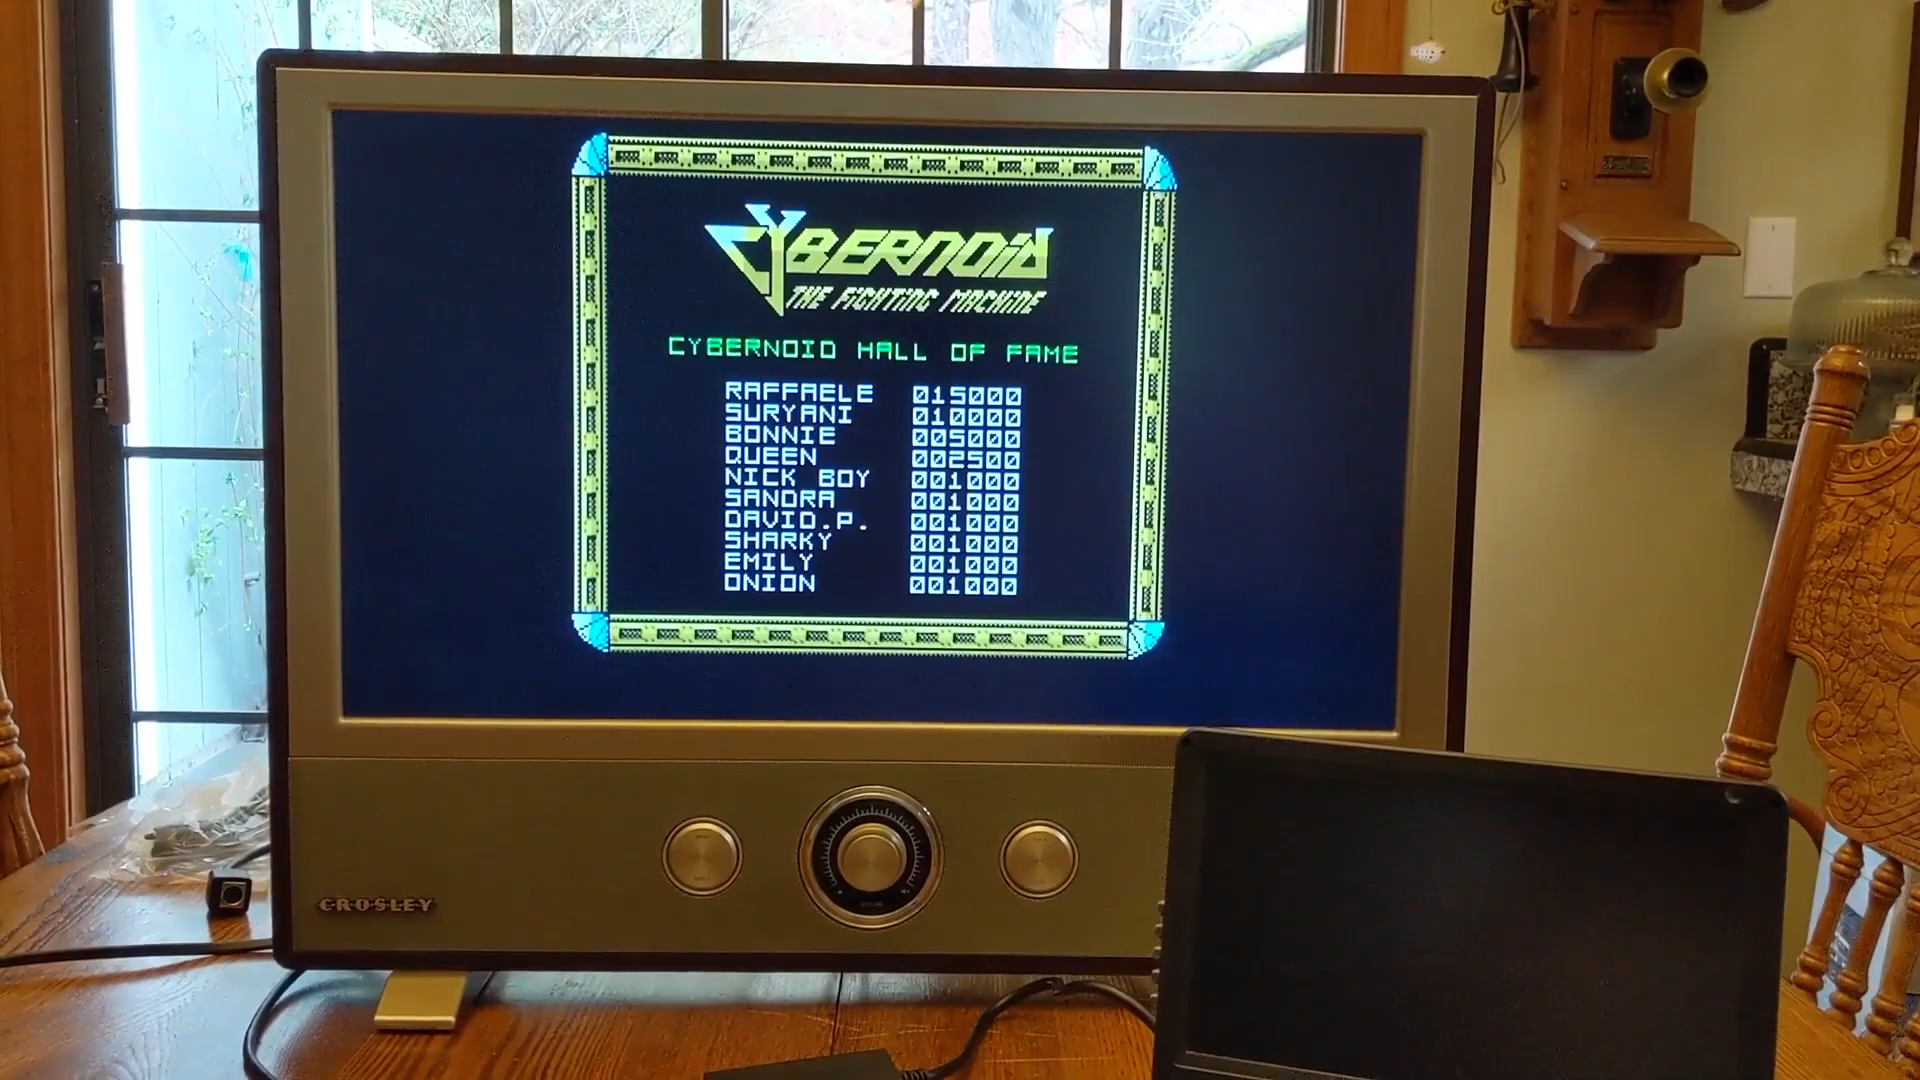 CYBERNOID
THE FIGHTING MACHINE
CYBERNOID HALL OF FAME
RAFFAELE 015000
SURYANI 010000
BONNIE 005000
QUEEN 002500
NICK BOY 001000
SANDRA 001000
DAVID.P. 001000
SHARKY 001000
EMILY 001000
ONION 001000
CROSLEY